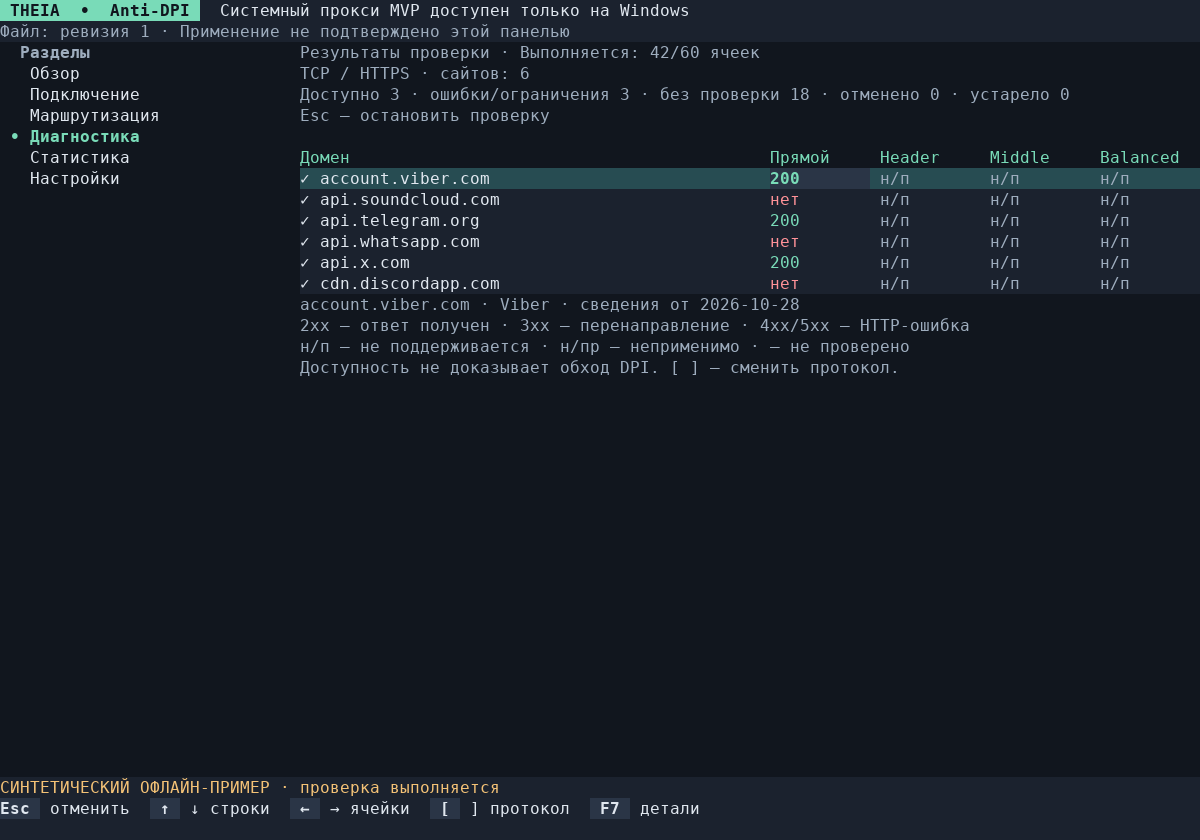 THEIA • Anti-DPI Системный прокси MVP доступен только на Windows
Файл: ревизия 1 · Применение не подтверждено этой панелью
Разделы
Обзор
Подключение
Маршрутизация
• Диагностика
Статистика
Настройки
Результаты проверки · Выполняется: 42/60 ячеек
TCP / HTTPS · сайтов: 6
Доступно 3 · ошибки/ограничения 3 · без проверки 18 · отменено 0 · устарело 0
Esc — остановить проверку
Домен Прямой Header Middle Balanced
✓ account.viber.com 200 н/п н/п н/п
✓ api.soundcloud.com нет н/п н/п н/п
✓ api.telegram.org 200 н/п н/п н/п
✓ api.whatsapp.com нет н/п н/п н/п
✓ api.x.com 200 н/п н/п н/п
✓ cdn.discordapp.com нет н/п н/п н/п
account.viber.com · Viber · сведения от 2026-10-28
2xx — ответ получен · 3xx — перенаправление · 4xx/5xx — HTTP-ошибка
н/п — не поддерживается · н/пр — неприменимо · — не проверено
Доступность не доказывает обход DPI. [ ] — сменить протокол.
СИНТЕТИЧЕСКИЙ ОФЛАЙН-ПРИМЕР · проверка выполняется
Esc отменить ↑ ↓ строки ← → ячейки [ ] протокол F7 детали